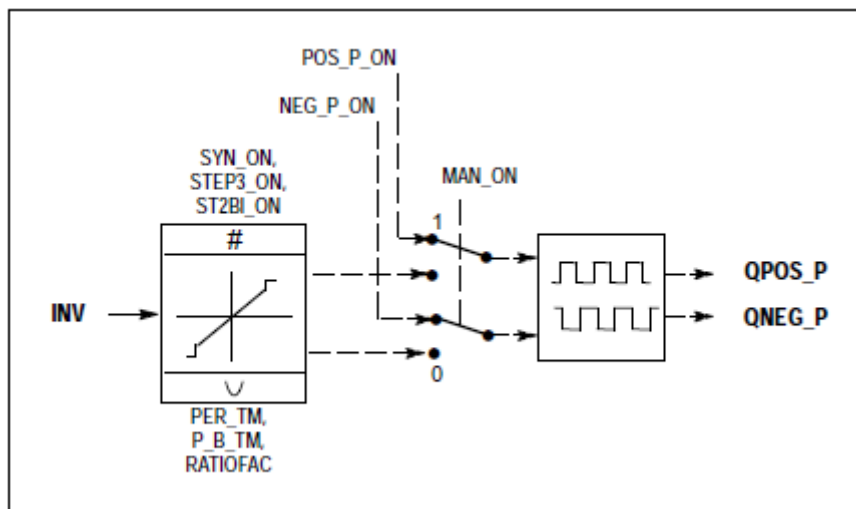 POS_P_ON
NEG_P_ON
SYN_ON,
STEP3_ON,
ST2BI_ON
MAN_ON
1
#
QPOS_P
INV
QNEG_P
0
PER_TM,
P_B_TM,
RATIOFAC